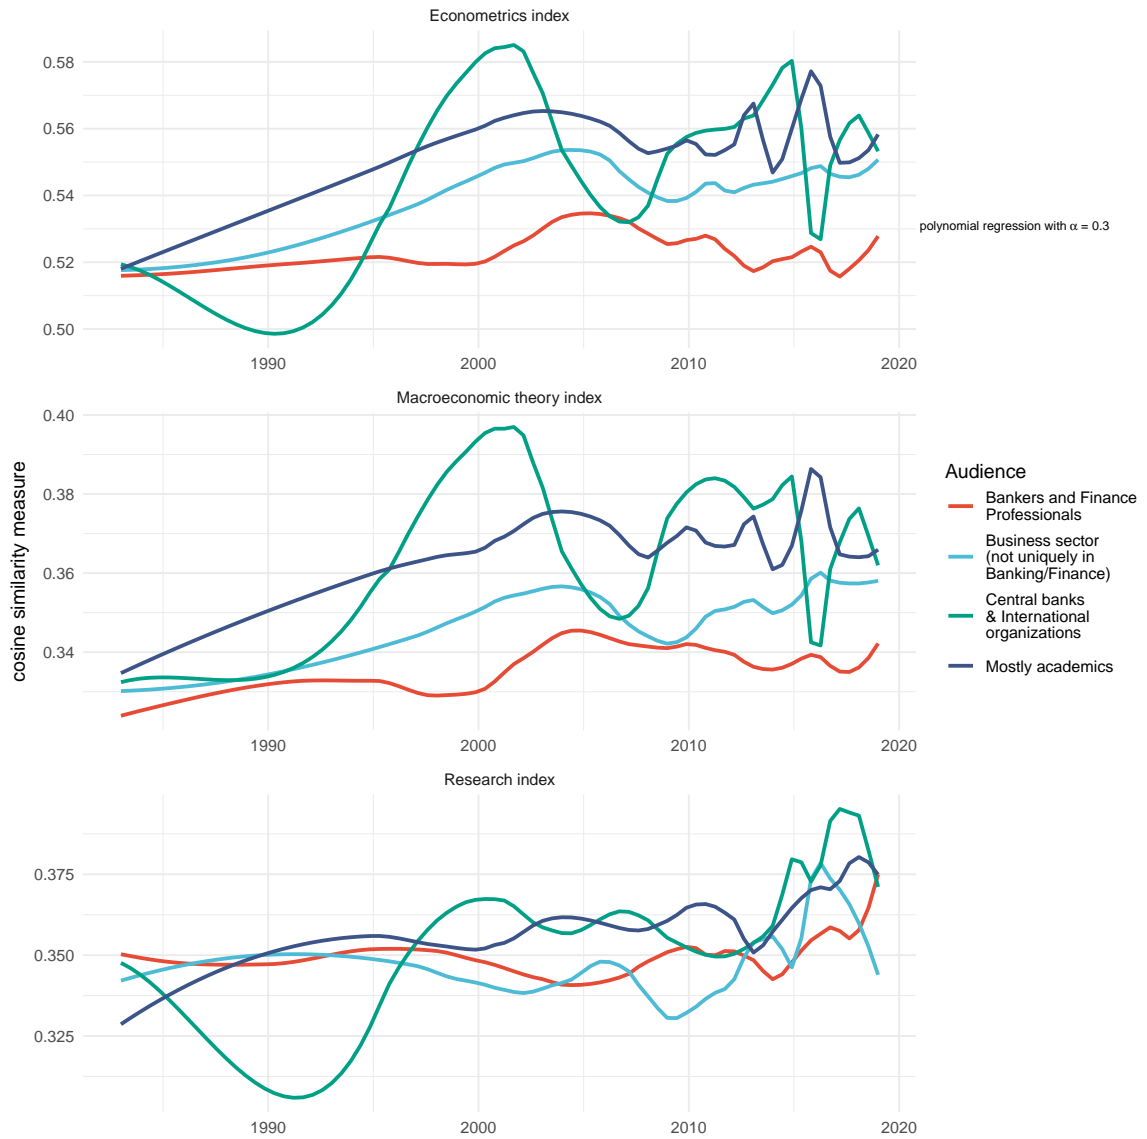 Econometrics index
0.58
0.56
0.54
0.52
0.50
1990
2000
2010
2020
polynomial regression with α = 0.3
Macroeconomic theory index
0.40
0.38
0.36
0.34
1990
2000
2010
2020
cosine similarity measure
Audience
Bankers and Finance
Professionals
Business sector
(not uniquely in
Banking/Finance)
Central banks
& International
organizations
Mostly academics
Research index
0.375
0.350
0.325
1990
2000
2010
2020